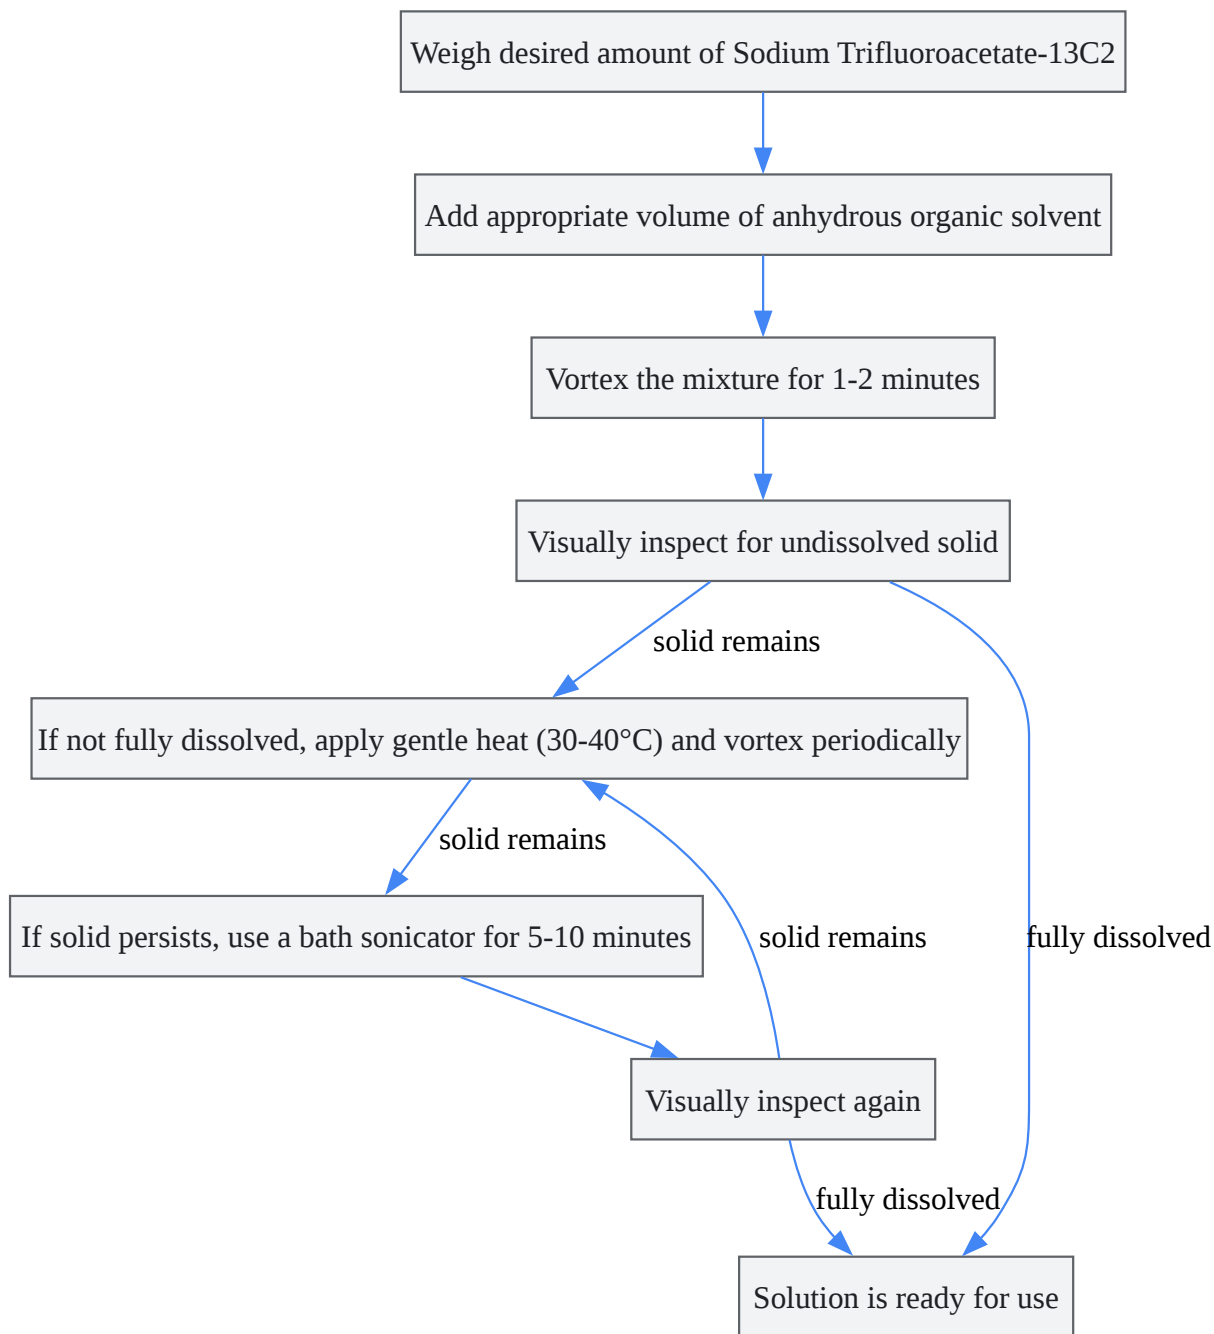 Weigh desired amount of Sodium Trifluoroacetate-13C2
Add appropriate volume of anhydrous organic solvent
Vortex the mixture for 1-2 minutes
Visually inspect for undissolved solid
solid remains
If not fully dissolved, apply gentle heat (30-40°C) and vortex periodically
solid remains
If solid persists, use a bath sonicator for 5-10 minutes
solid remains
fully dissolved
Visually inspect again
fully dissolved
Solution is ready for use